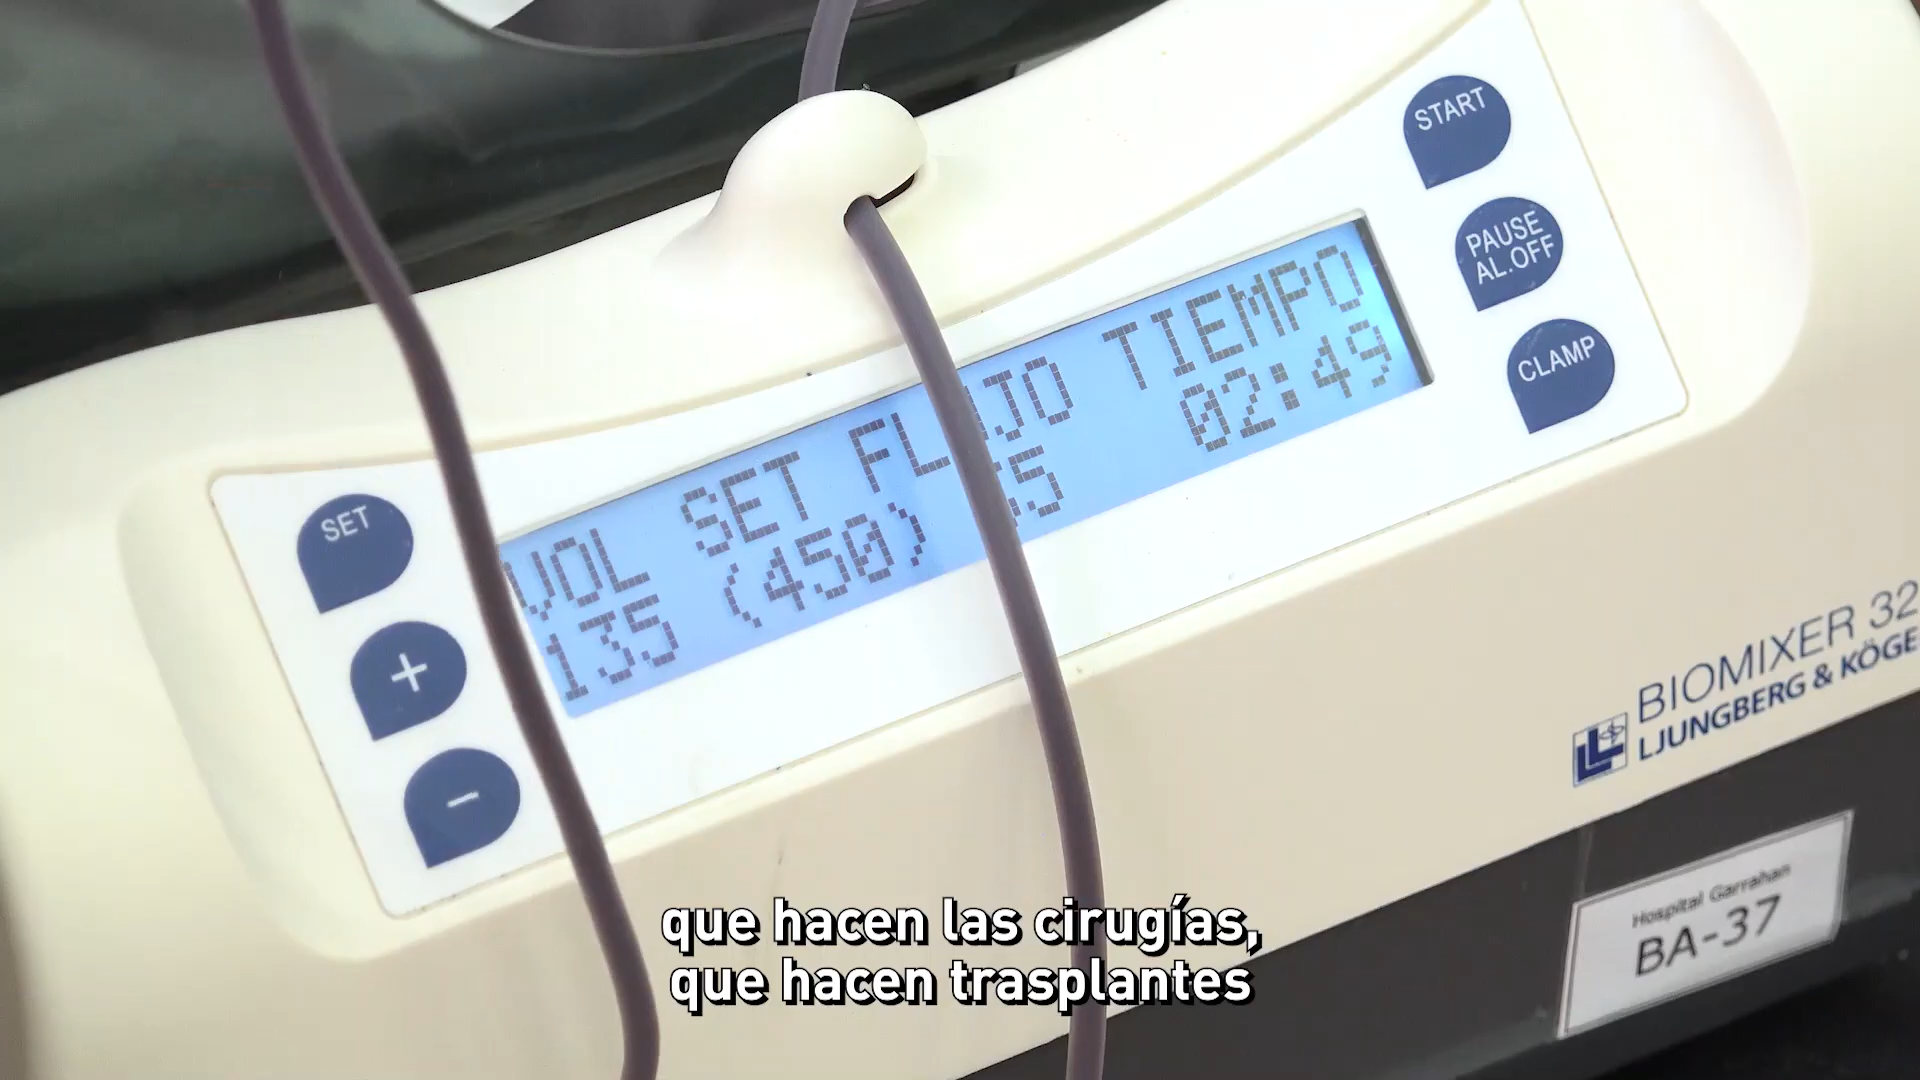 START
PAUSE
AL.OFF
CLAMP
SET
+
−
VOL SET TIEMPO
135 (450) 02:49
BIOMIXER 32
LJUNGBERG & KÖGE
Hospital Garrahan
BA-37
que hacen las cirugías,
que hacen trasplantes